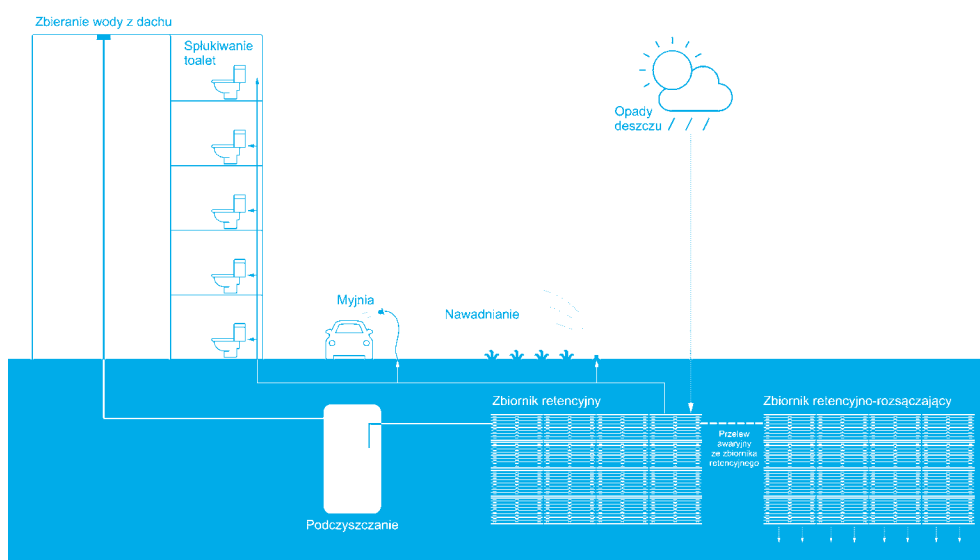 Zbieranie wody z dachu
Spłukiwanie
toalet
Opady
deszczu
Myjnia
Nawadnianie
Zbiornik retencyjny
Zbiornik retencyjno-rozsączający
Przelew
awaryjny
ze zbiornika
retencyjnego
Podczyszczanie